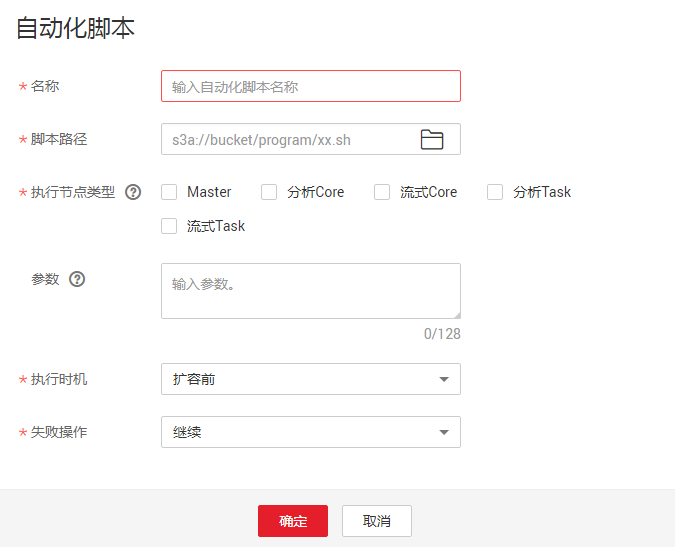 自动化脚本
* 名称 输入自动化脚本名称
* 脚本路径 s3a://bucket/program/xx.sh
* 执行节点类型 ? Master 分析Core 流式Core 分析Task
流式Task
参数 ? 输入参数。
0/128
* 执行时机 扩容前
* 失败操作 继续
确定 取消